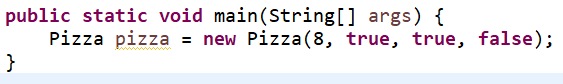 public static void main(String[] args) {
    Pizza pizza = new Pizza(8, true, true, false);
}